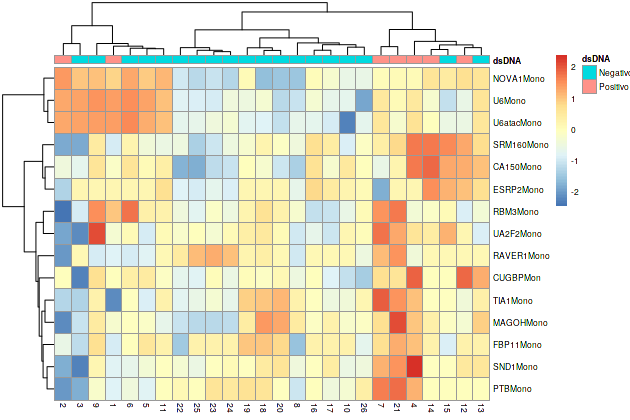 dsDNA
dsDNA
Negativo
Positivo
2
1
0
-1
-2
NOVA1Mono
U6Mono
U6atacMono
SRM160Mono
CA150Mono
ESRP2Mono
RBM3Mono
UA2F2Mono
RAVER1Mono
CUGBPMon
TIA1Mono
MAGOHMono
FBP11Mono
SND1Mono
PTBMono
2 3 9 1 6 5 11 22 25 23 24 19 18 20 8 16 17 10 26 7 21 4 14 15 12 13